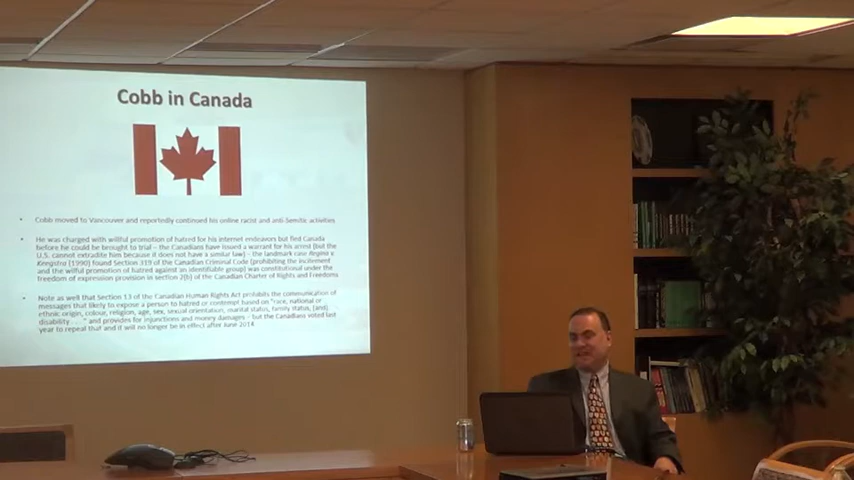 Cobb in Canada
• Cobb moved to Vancouver and reportedly continued his online racist and anti-Semitic activities
• He was charged with willful promotion of hatred for his internet endeavors but fled Canada
before he could be brought to trial – the Canadians have issued a warrant for his arrest (but the
U.S. cannot extradite him because it does not have a similar law) – the landmark case Regina v.
Keegstra (1990) found Section 319 of the Canadian Criminal Code (prohibiting the incitement
and the wilful promotion of hatred against an identifiable group) was constitutional under the
freedom of expression provision in section 2(b) of the Canadian Charter of Rights and Freedoms
• Note as well that Section 13 of the Canadian Human Rights Act prohibits the communication of
messages that likely to expose a person to hatred or contempt based on "race, national or
ethnic origin, colour, religion, age, sex, sexual orientation, marital status, family status, [and]
disability . . ." and provides for injunctions and money damages – but the Canadians voted last
year to repeal that and it will no longer be in effect after June 2014